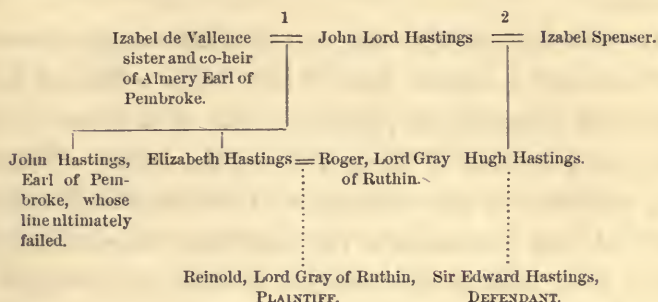 1 2
Izabel de Vallence John Lord Hastings Izabel Spenser.
sister and co-heir
of Almery Earl of
Pembroke.
John Hastings,
Earl of Pem-
broke, whose
line ultimately
failed.
Elizabeth Hastings Roger, Lord Gray
of Ruthin.
Hugh Hastings.
Reinold, Lord Gray of Ruthin,
PLAINTIFF.
Sir Edward Hastings,
DEFENDANT.